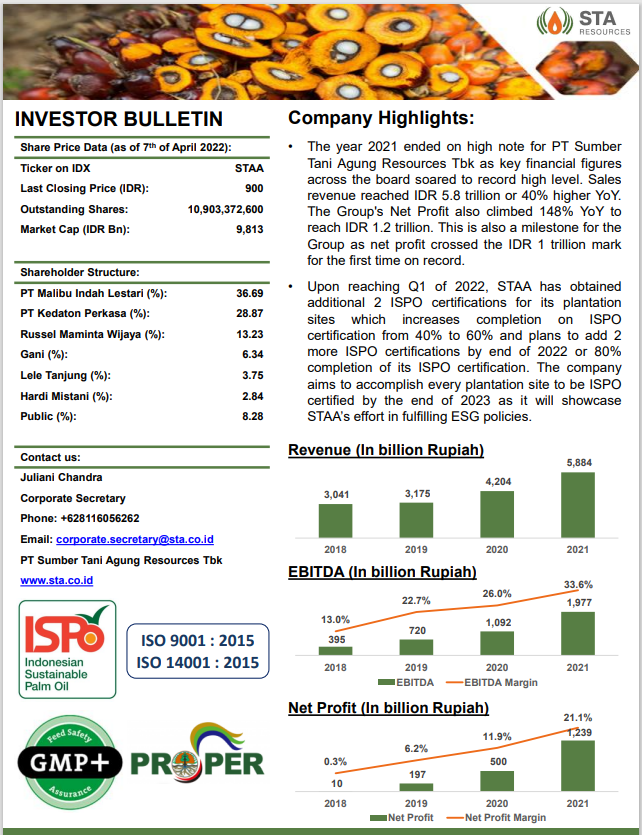 STA
RESOURCES
INVESTOR BULLETIN
Share Price Data (as of 7th of April 2022):
Ticker on IDX STAA
Last Closing Price (IDR): 900
Outstanding Shares: 10,903,372,600
Market Cap (IDR Bn): 9,813
Shareholder Structure:
PT Malibu Indah Lestari (%): 36.69
PT Kedaton Perkasa (%): 28.87
Russel Maminta Wijaya (%): 13.23
Gani (%): 6.34
Lele Tanjung (%): 3.75
Hardi Mistani (%): 2.84
Public (%): 8.28
Contact us:
Juliani Chandra
Corporate Secretary
Phone: +628116056262
Email: corporate.secretary@sta.co.id
PT Sumber Tani Agung Resources Tbk
www.sta.co.id
ISPO
Indonesian
Sustainable
Palm Oil
ISO 9001 : 2015
ISO 14001 : 2015
Feed Safety
GMP+
Assurance
PROPER
Company Highlights:
• The year 2021 ended on high note for PT Sumber
Tani Agung Resources Tbk as key financial figures
across the board soared to record high level. Sales
revenue reached IDR 5.8 trillion or 40% higher YoY.
The Group's Net Profit also climbed 148% YoY to
reach IDR 1.2 trillion. This is also a milestone for the
Group as net profit crossed the IDR 1 trillion mark
for the first time on record.
• Upon reaching Q1 of 2022, STAA has obtained
additional 2 ISPO certifications for its plantation
sites which increases completion on ISPO
certification from 40% to 60% and plans to add 2
more ISPO certifications by end of 2022 or 80%
completion of its ISPO certification. The company
aims to accomplish every plantation site to be ISPO
certified by the end of 2023 as it will showcase
STAA's effort in fulfilling ESG policies.
Revenue (In billion Rupiah)
3,041 3,175 4,204 5,884
2018 2019 2020 2021
EBITDA (In billion Rupiah)
13.0% 22.7% 26.0% 33.6%
395 720 1,092 1,977
2018 2019 2020 2021
EBITDA EBITDA Margin
Net Profit (In billion Rupiah)
0.3% 6.2% 11.9% 21.1%
10 197 500 1,239
2018 2019 2020 2021
Net Profit Net Profit Margin